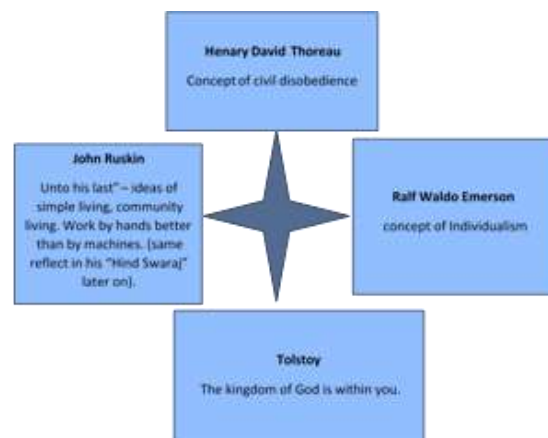 Henary David Thoreau
Concept of civil disobedience
John Ruskin
Unto his last" – ideas of
simple living, community
living. Work by hands better
than by machines. (same
reflect in his "Hind Swaraj"
later on).
Ralf Waldo Emerson
concept of Individualism
Tolstoy
The kingdom of God is within you.